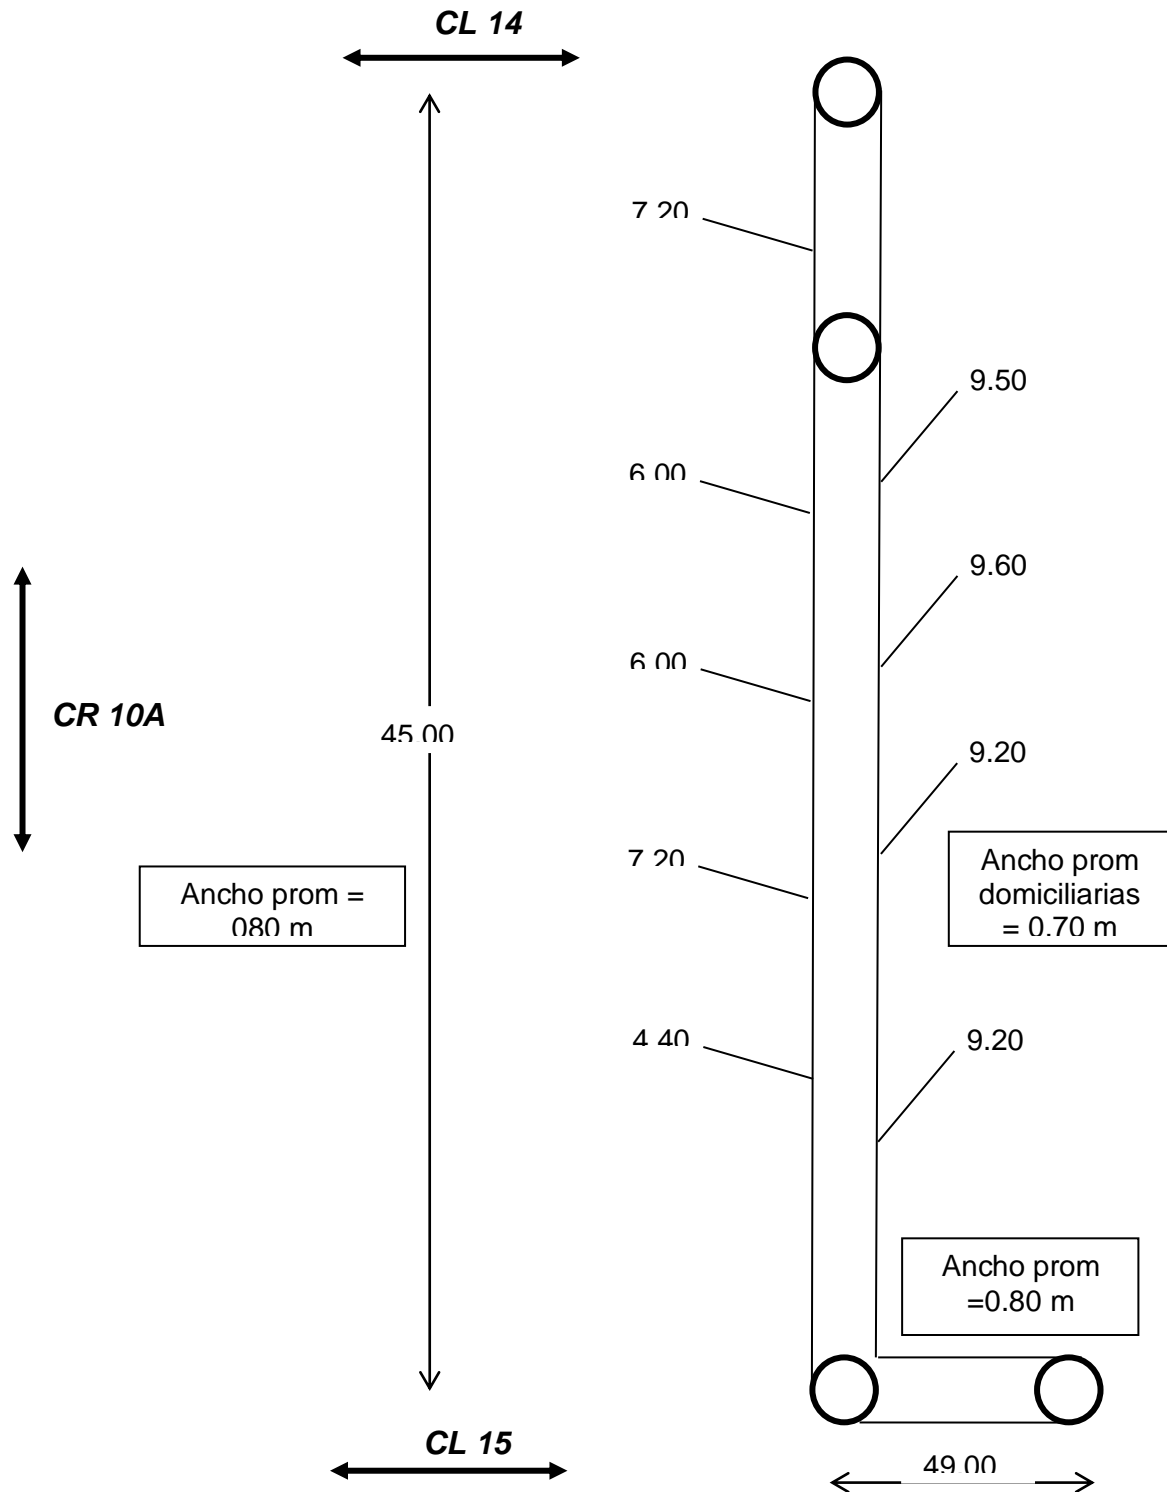 CL 14
7.20
9.50
6.00
9.60
6.00
CR 10A
45.00
9.20
7.20
Ancho prom =
080 m
Ancho prom
domiciliarias
= 0.70 m
4.40
9.20
Ancho prom
=0.80 m
CL 15
49.00